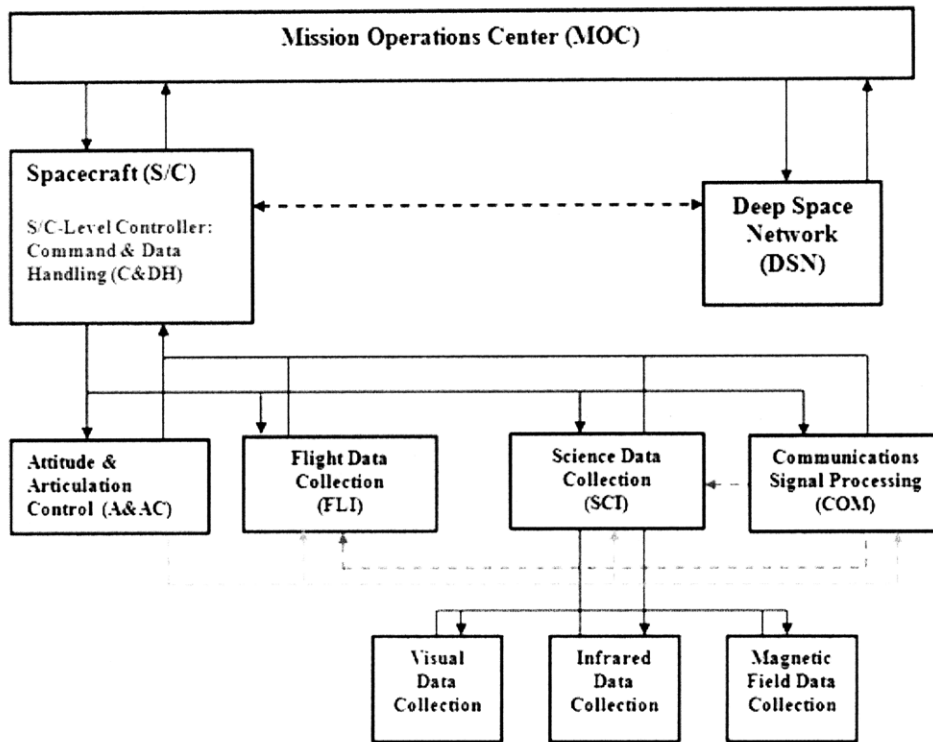 Mission Operations Center (MOC)
Spacecraft (S/C)
S/C-Level Controller:
Command & Data
Handling (C&DH)
Deep Space
Network
(DSN)
Attitude &
Articulation
Control (A&AC)
Flight Data
Collection
(FLI)
Science Data
Collection
(SCI)
Communications
Signal Processing
(COM)
Visual
Data
Collection
Infrared
Data
Collection
Magnetic
Field Data
Collection